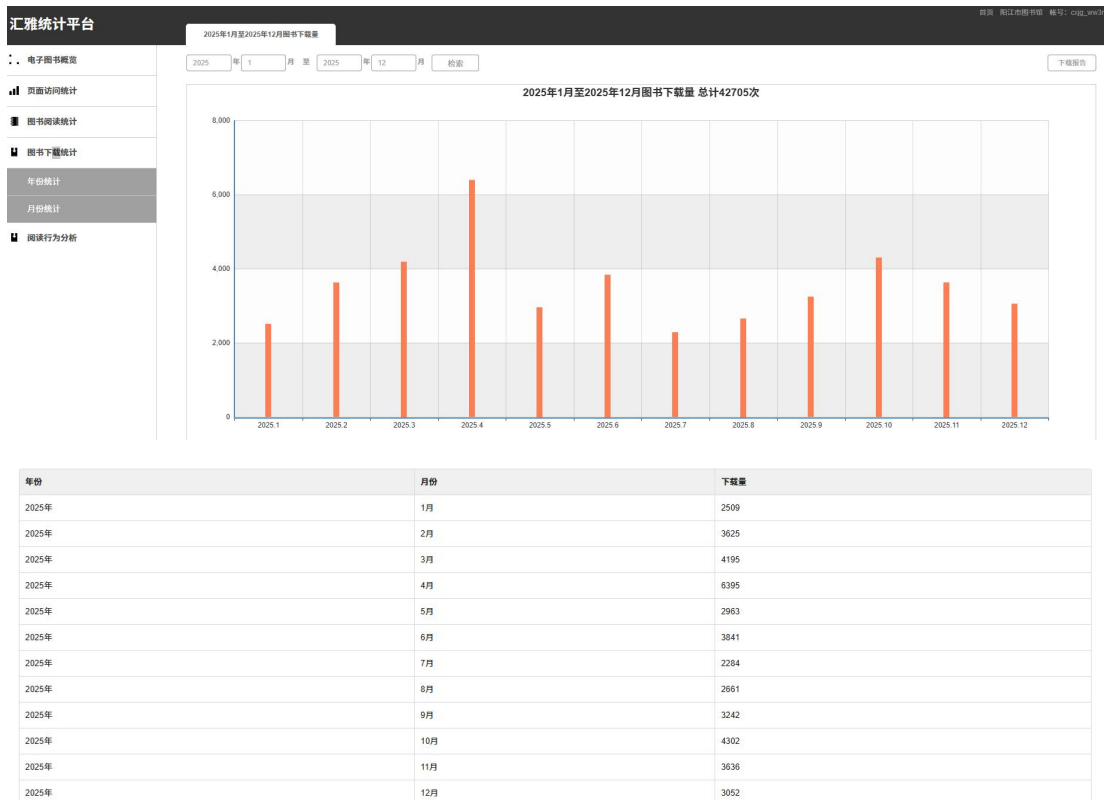 首页 阳江市图书馆 帐号：
汇雅统计平台
2025年1月至2025年12月图书下载量
电子图书概览
页面访问统计
图书阅读统计
图书下载统计
年份统计
月份统计
阅读行为分析
2025 年 1 月 至 2025 年 12 月 检索
下载报告
2025年1月至2025年12月图书下载量 总计42705次
8,000
6,000
4,000
2,000
0
2025.1 2025.2 2025.3 2025.4 2025.5 2025.6 2025.7 2025.8 2025.9 2025.10 2025.11 2025.12
年份 月份 下载量
2025年 1月 2509
2025年 2月 3625
2025年 3月 4195
2025年 4月 6395
2025年 5月 2963
2025年 6月 3841
2025年 7月 2284
2025年 8月 2661
2025年 9月 3242
2025年 10月 4302
2025年 11月 3636
2025年 12月 3052